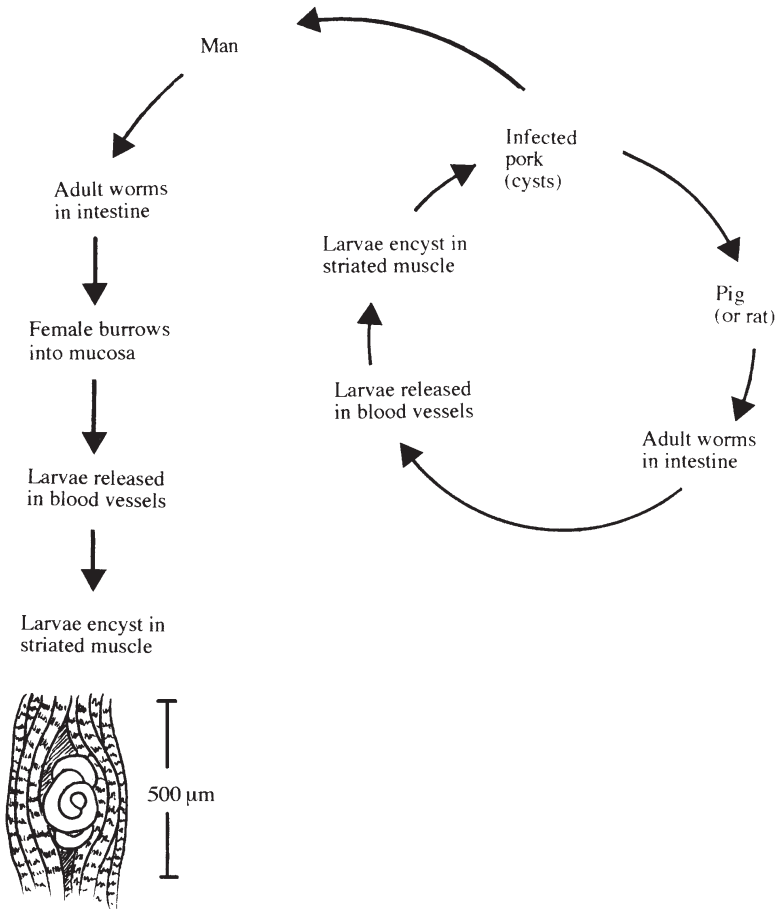 Man
Adult worms
in intestine
Female burrows
into mucosa
Larvae released
in blood vessels
Larvae encyst in
striated muscle
500 µm
Infected
pork
(cysts)
Pig
(or rat)
Adult worms
in intestine
Larvae released
in blood vessels
Larvae encyst in
striated muscle